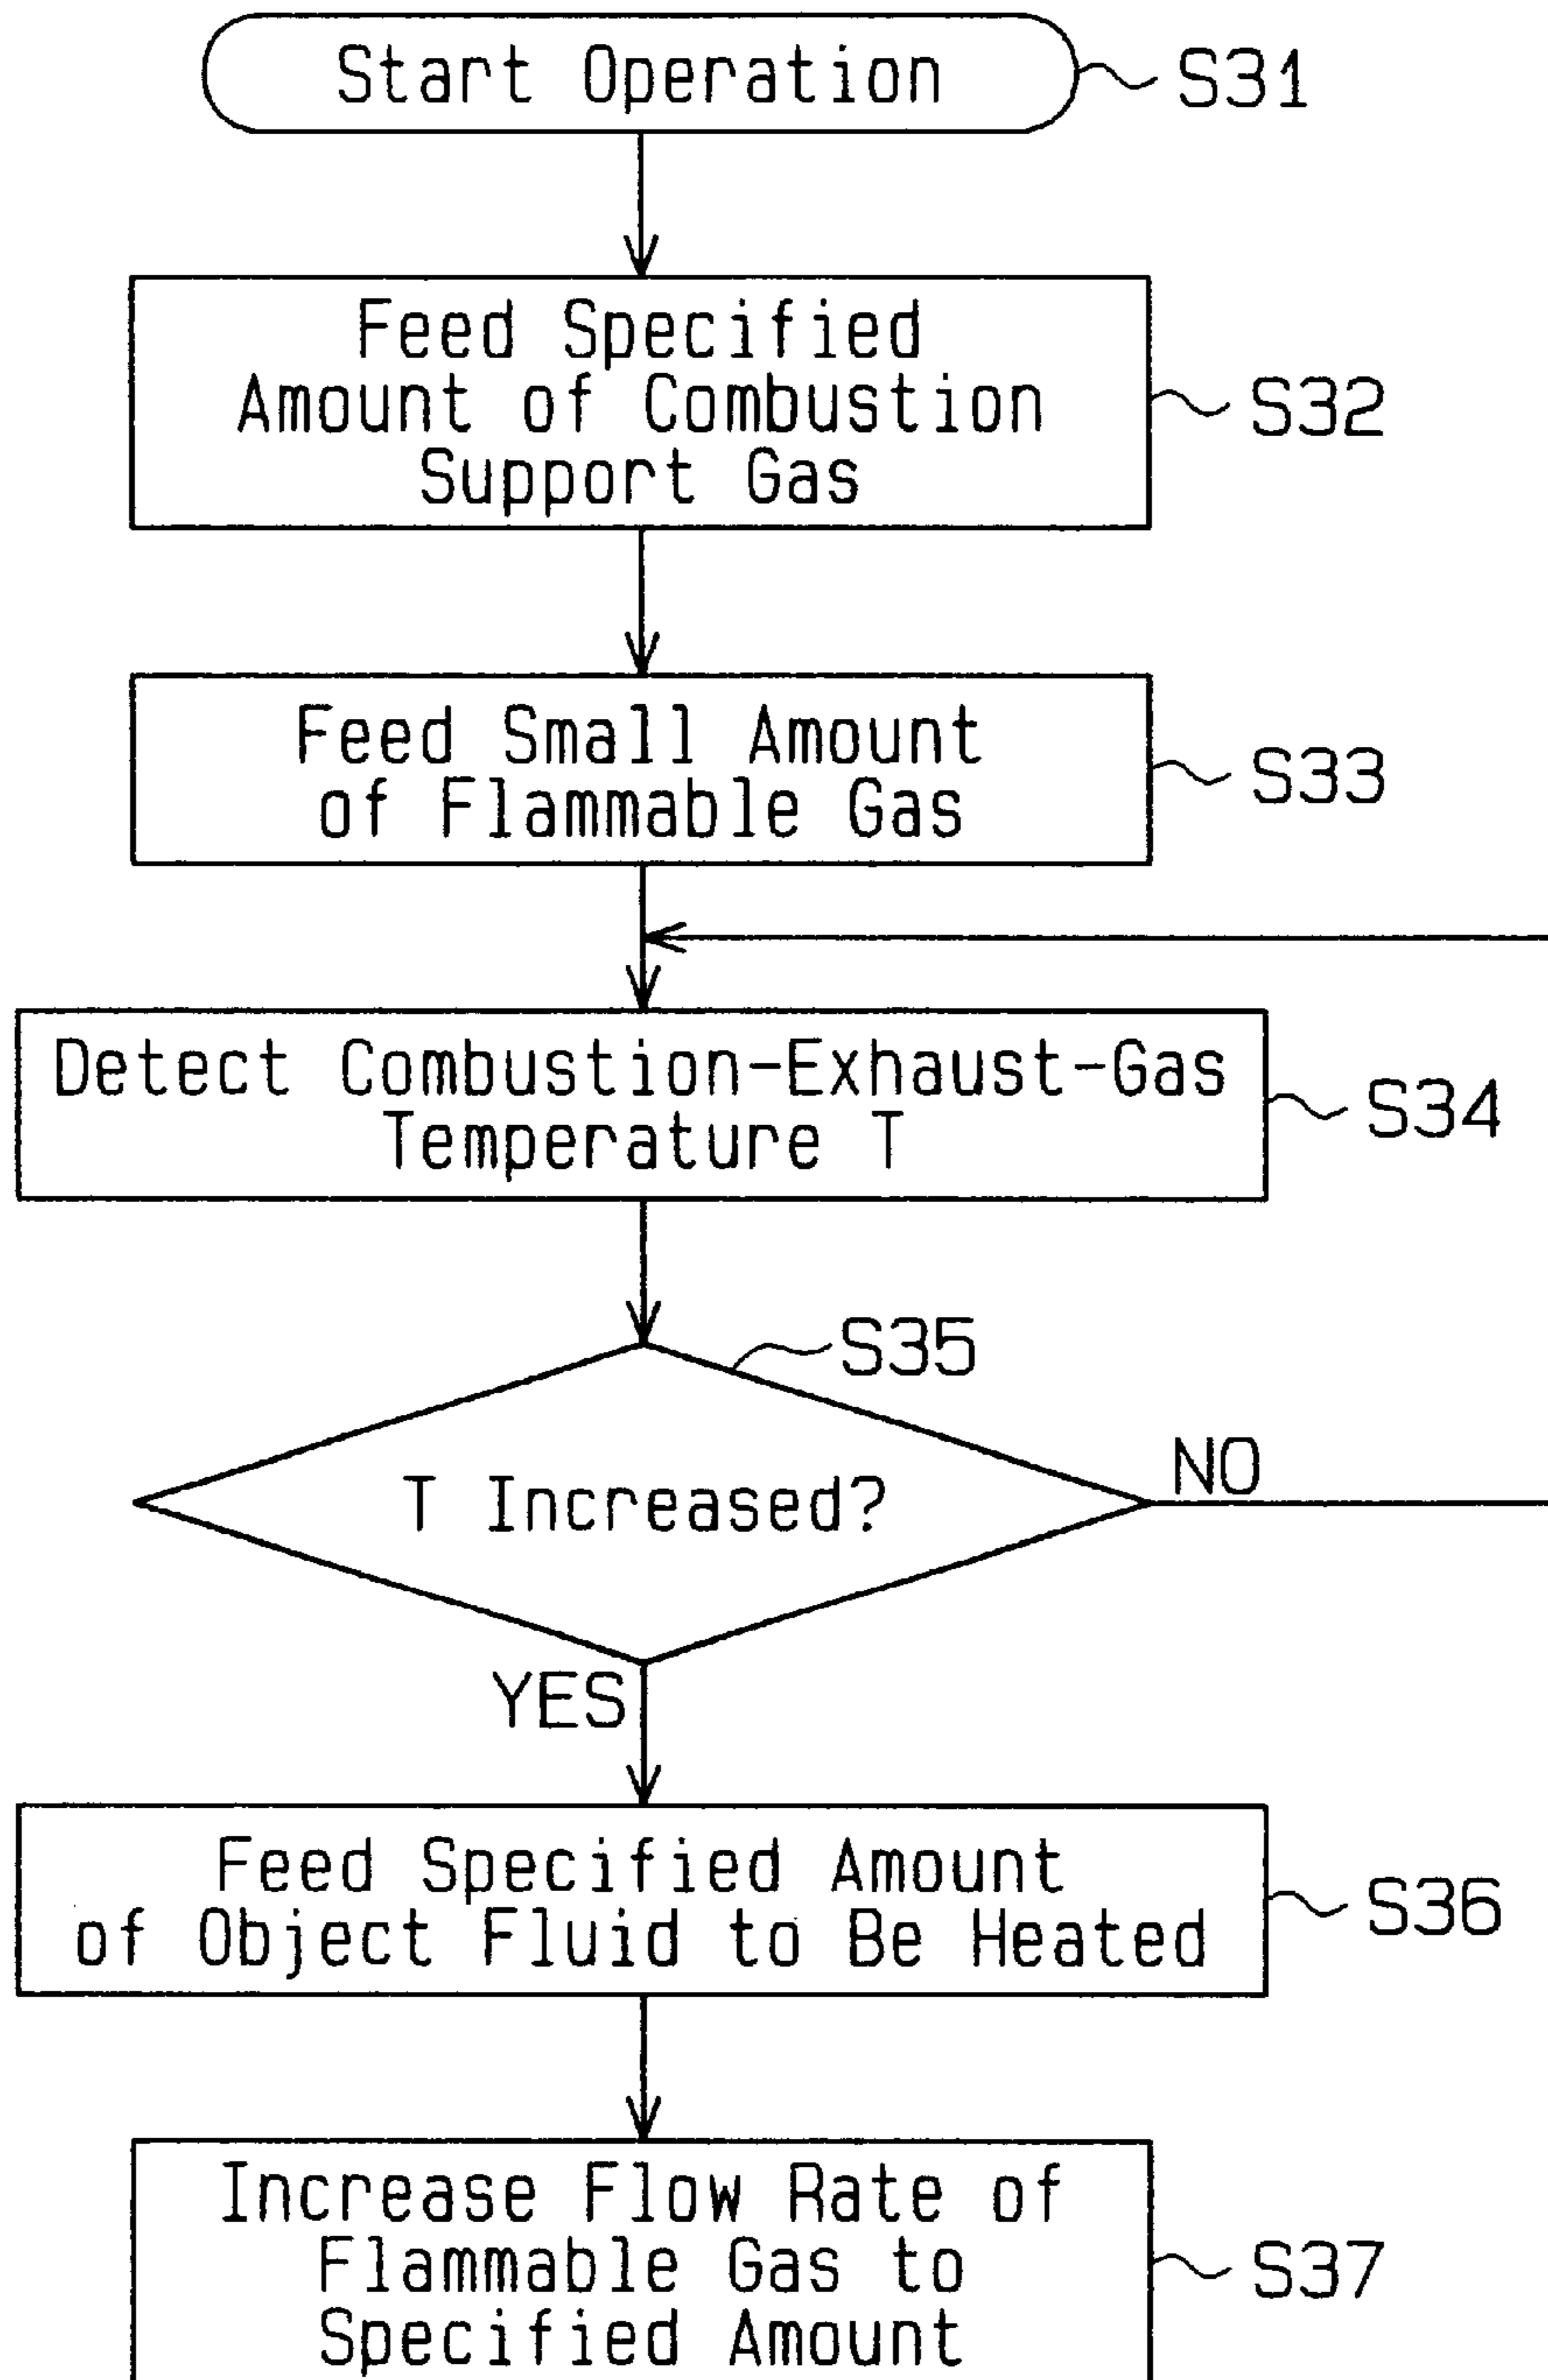 Start Operation
S31
Feed Specified
Amount of Combustion
Support Gas
S32
Feed Small Amount
of Flammable Gas
S33
Detect Combustion-Exhaust-Gas
Temperature T
S34
S35
T Increased?
NO
YES
Feed Specified Amount
of Object Fluid to Be Heated
S36
Increase Flow Rate of
Flammable Gas to
Specified Amount
S37